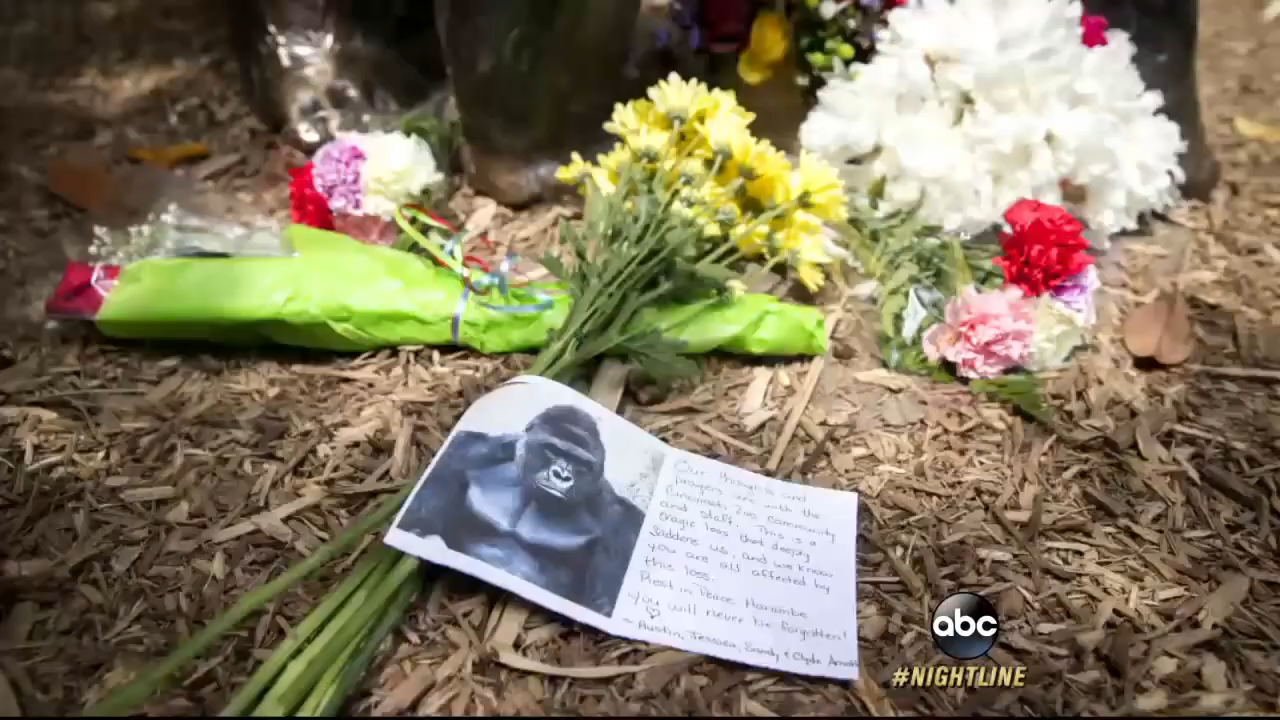 Our thoughts and
prayers are with the
Cincinnati Zoo community
and staff. This is a
tragic loss that deeply
saddens us, and we know
you are all affected by
this loss.
Rest in Peace Harambe
you will never be forgotten!
~ Austin, Jessica, Sandy & Clyde
abc
#NIGHTLINE